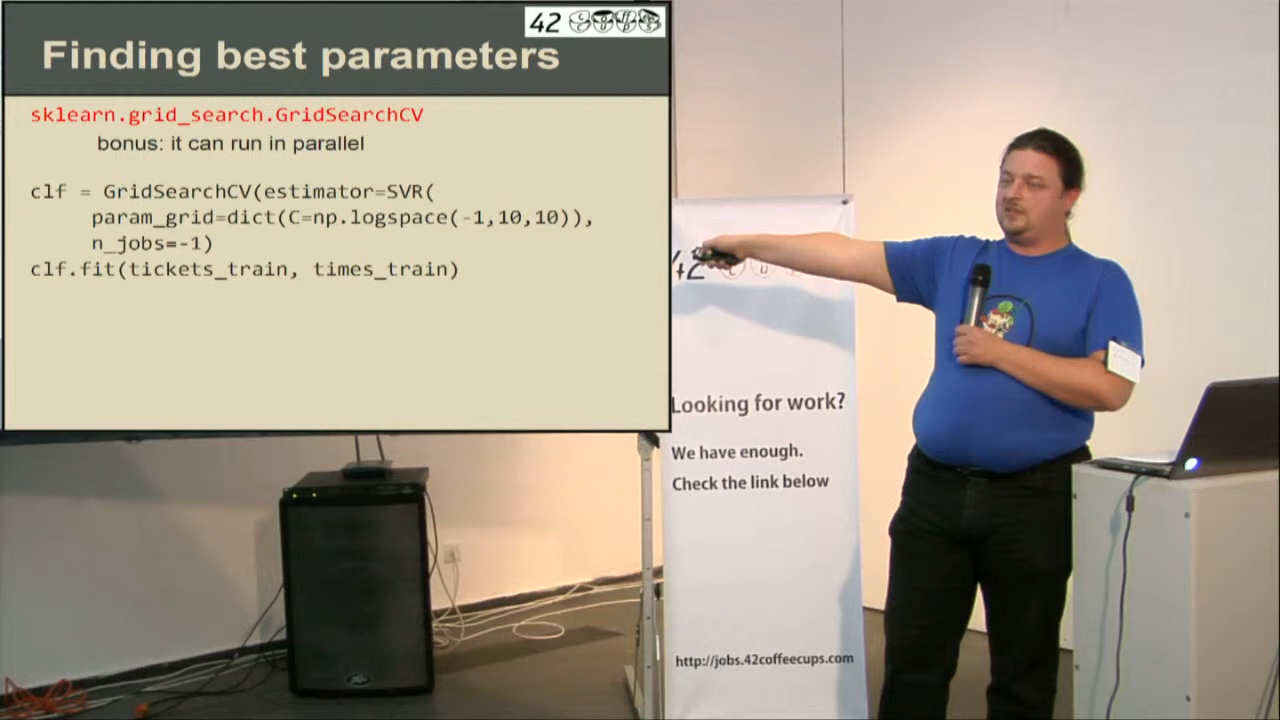 42
Finding best parameters
sklearn.grid_search.GridSearchCV
bonus: it can run in parallel
clf = GridSearchCV(estimator=SVR(
param_grid=dict(C=np.logspace(-1,10,10)),
n_jobs=-1)
clf.fit(tickets_train, times_train)
42
Looking for work?
We have enough.
Check the link below
http://jobs.42coffeecups.com